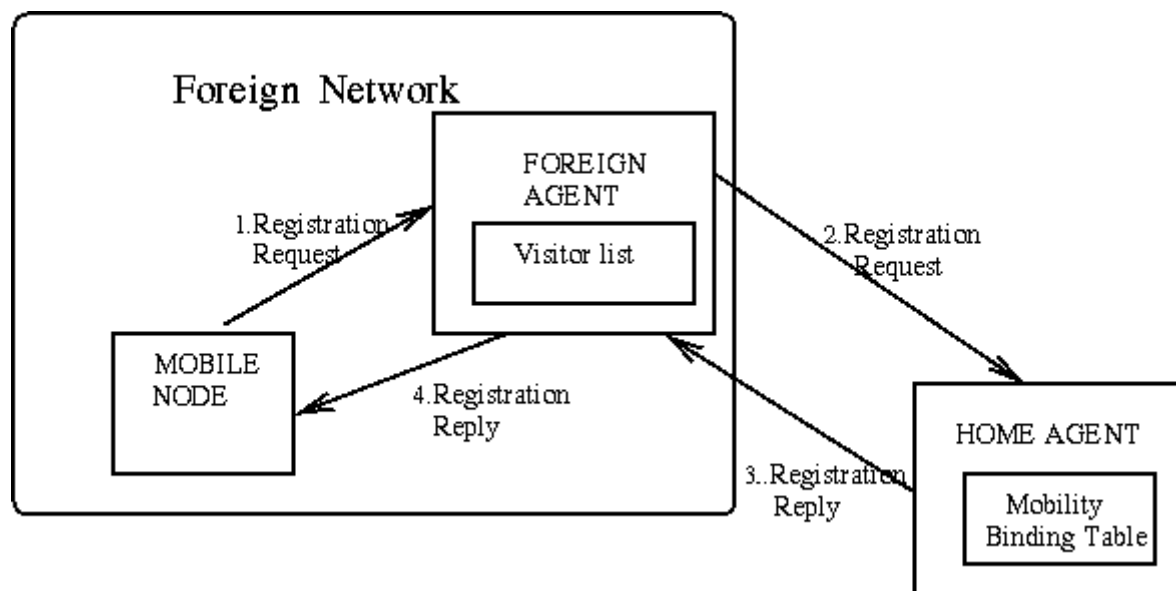 Foreign Network
FOREIGN
AGENT
Visitor list
1.Registration
Request
2.Registration
Request
MOBILE
NODE
4.Registration
Reply
HOME AGENT
3..Registration
Reply
Mobility
Binding Table